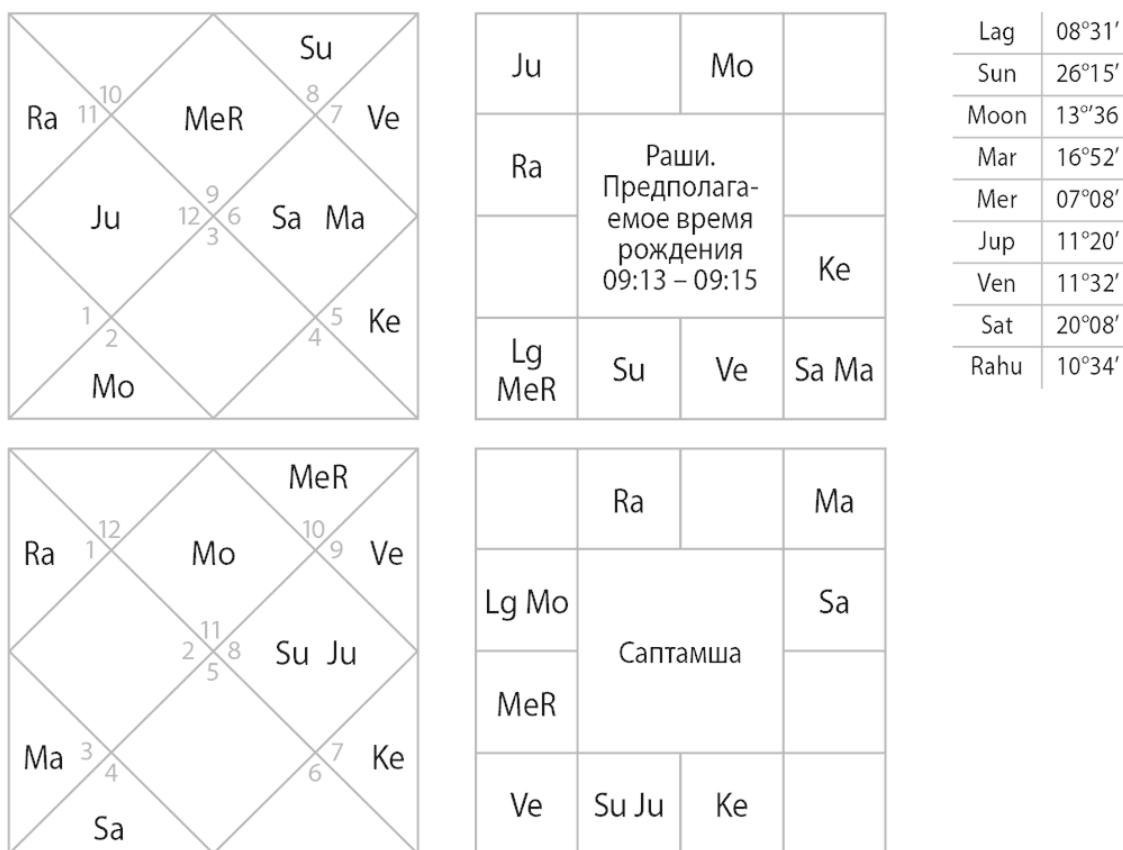 Su
10
8
Ra
11
MeR
7
Ve
9
Ju
12
6
Sa Ma
3
1
5
Ke
2
4
Mo
Ju
Mo
Ra
Раши.
Предполага-
емое время
рождения
09:13 – 09:15
Ke
Lg
MeR
Su
Ve
Sa Ma
Lag 08°31′
Sun 26°15′
Moon 13°′36
Mar 16°52′
Mer 07°08′
Jup 11°20′
Ven 11°32′
Sat 20°08′
Rahu 10°34′
MeR
12
10
Ra
1
Mo
9
Ve
11
2
8
Su Ju
5
Ma
3
7
Ke
4
6
Sa
Ra
Ma
Lg Mo
Sa
Саптамша
MeR
Ve
Su Ju
Ke